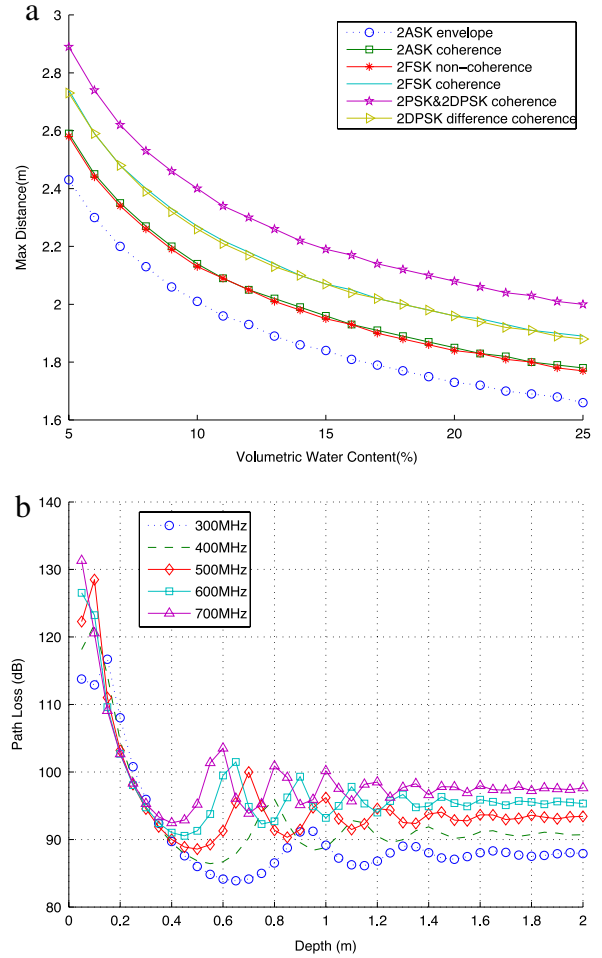 a
3
2.8
2.6
2.4
2.2
2
1.8
1.6
Max Distance(m)
2ASK envelope
2ASK coherence
2FSK non-coherence
2FSK coherence
2PSK&2DPSK coherence
2DPSK difference coherence
5 10 15 20 25
Volumetric Water Content(%)
b
140
130
120
110
100
90
80
Path Loss (dB)
300MHz
400MHz
500MHz
600MHz
700MHz
0 0.2 0.4 0.6 0.8 1 1.2 1.4 1.6 1.8 2
Depth (m)